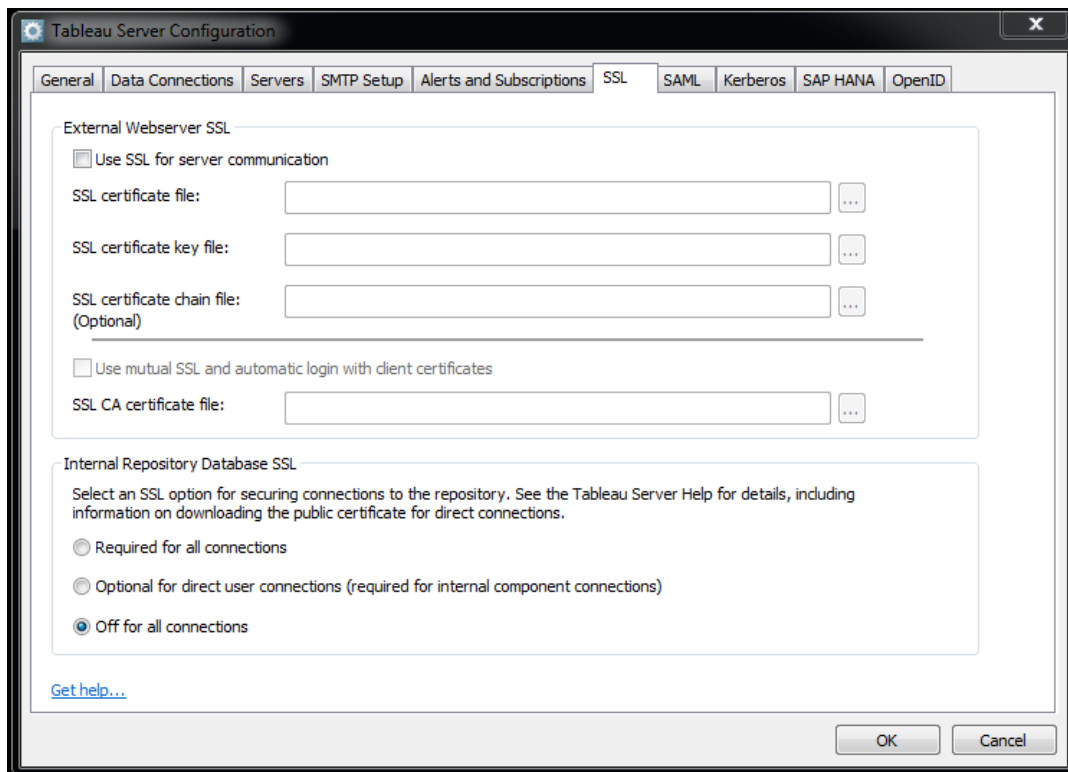 Tableau Server Configuration
x
General Data Connections Servers SMTP Setup Alerts and Subscriptions SSL SAML Kerberos SAP HANA OpenID
External Webserver SSL
Use SSL for server communication
SSL certificate file:
...
SSL certificate key file:
...
SSL certificate chain file:
(Optional)
...
Use mutual SSL and automatic login with client certificates
SSL CA certificate file:
...
Internal Repository Database SSL
Select an SSL option for securing connections to the repository. See the Tableau Server Help for details, including
information on downloading the public certificate for direct connections.
Required for all connections
Optional for direct user connections (required for internal component connections)
Off for all connections
Get help...
OK Cancel